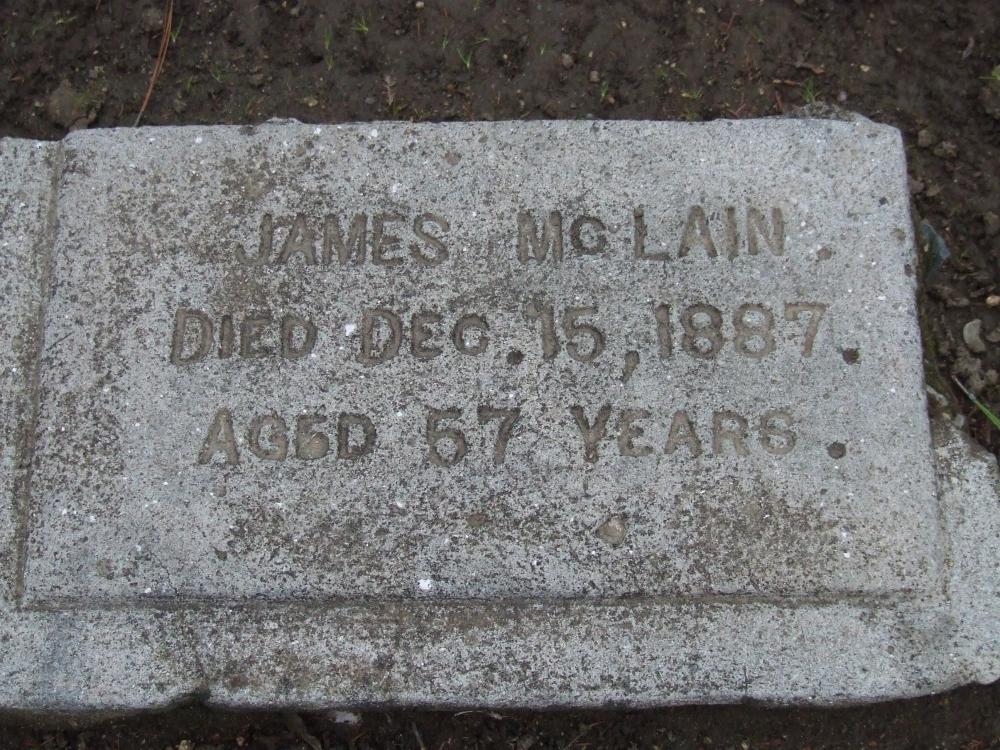 JAMES McLAIN
DIED DEC. 15, 1887.
AGED 57 YEARS.